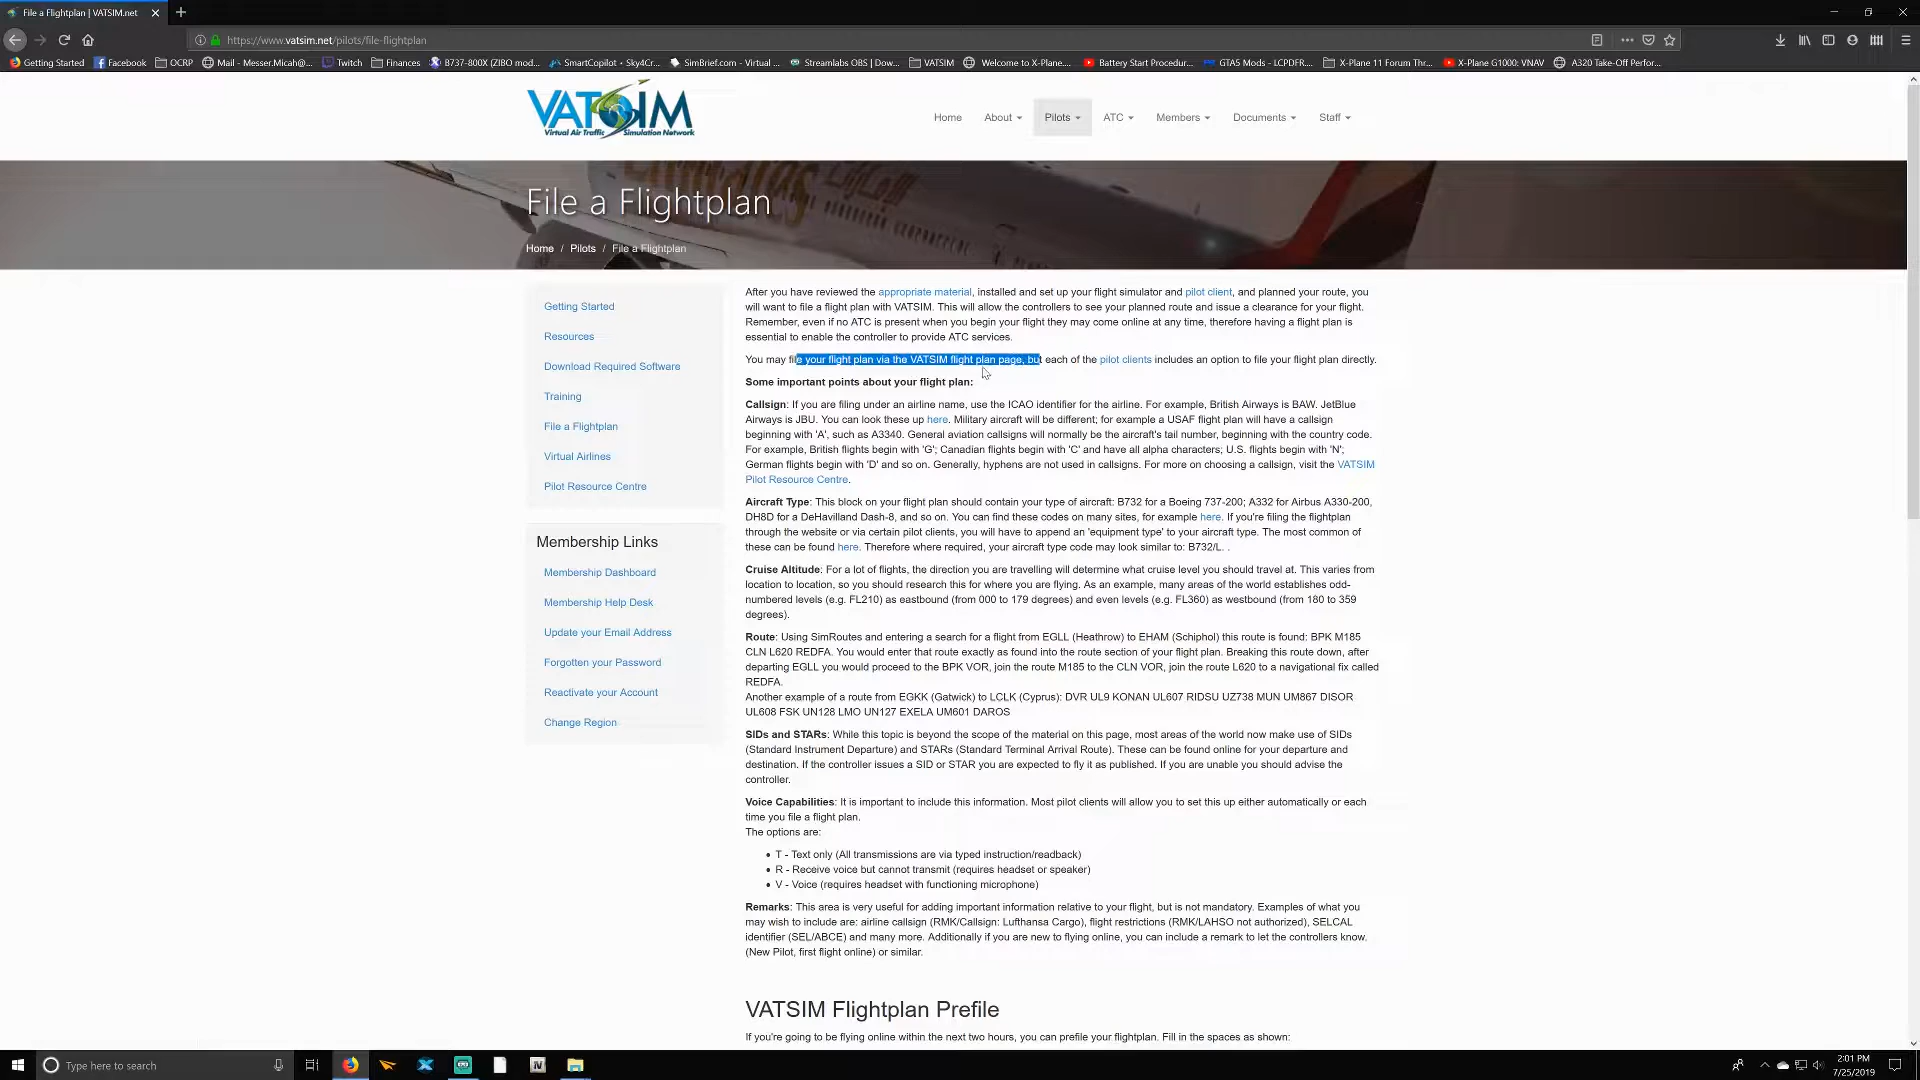 File a Flightplan | VATSIM.net
https://www.vatsim.net/pilots/file-flightplan
Getting Started
Facebook
OCRP
Mail - Messer.Micah@...
Twitch
Finances
B737-800X (ZIBO mod...
SmartCopilot • Sky4Cr...
SimBrief.com - Virtual ...
Streamlabs OBS | Dow...
VATSIM
Welcome to X-Plane...
Battery Start Procedur...
GTA5 Mods - LCPDFR....
X-Plane 11 Forum Thr...
X-Plane G1000: VNAV
A320 Take-Off Perfor...
VATSIM
Virtual Air Traffic Simulation Network
Home
About
Pilots
ATC
Members
Documents
Staff
File a Flightplan
Home / Pilots / File a Flightplan
Getting Started
Resources
Download Required Software
Training
File a Flightplan
Virtual Airlines
Pilot Resource Centre
Membership Links
Membership Dashboard
Membership Help Desk
Update your Email Address
Forgotten your Password
Reactivate your Account
Change Region
After you have reviewed the appropriate material, installed and set up your flight simulator and pilot client, and planned your route, you
will want to file a flight plan with VATSIM. This will allow the controllers to see your planned route and issue a clearance for your flight.
Remember, even if no ATC is present when you begin your flight they may come online at any time, therefore having a flight plan is
essential to enable the controller to provide ATC services.
You may file your flight plan via the VATSIM flight plan page, but each of the pilot clients includes an option to file your flight plan directly.
Some important points about your flight plan:
Callsign: If you are filing under an airline name, use the ICAO identifier for the airline. For example, British Airways is BAW. JetBlue
Airways is JBU. You can look these up here. Military aircraft will be different; for example a USAF flight plan will have a callsign
beginning with 'A', such as A3340. General aviation callsigns will normally be the aircraft's tail number, beginning with the country code.
For example, British flights begin with 'G'; Canadian flights begin with 'C' and have all alpha characters; U.S. flights begin with 'N';
German flights begin with 'D' and so on. Generally, hyphens are not used in callsigns. For more on choosing a callsign, visit the VATSIM
Pilot Resource Centre.
Aircraft Type: This block on your flight plan should contain your type of aircraft: B732 for a Boeing 737-200; A332 for Airbus A330-200,
DH8D for a DeHavilland Dash-8, and so on. You can find these codes on many sites, for example here. If you're filing the flightplan
through the website or via certain pilot clients, you will have to append an 'equipment type' to your aircraft type. The most common of
these can be found here. Therefore where required, your aircraft type code may look similar to: B732/L. .
Cruise Altitude: For a lot of flights, the direction you are travelling will determine what cruise level you should travel at. This varies from
location to location, so you should research this for where you are flying. As an example, many areas of the world establishes odd-
numbered levels (e.g. FL210) as eastbound (from 000 to 179 degrees) and even levels (e.g. FL360) as westbound (from 180 to 359
degrees).
Route: Using SimRoutes and entering a search for a flight from EGLL (Heathrow) to EHAM (Schiphol) this route is found: BPK M185
CLN L620 REDFA. You would enter that route exactly as found into the route section of your flight plan. Breaking this route down, after
departing EGLL you would proceed to the BPK VOR, join the route M185 to the CLN VOR, join the route L620 to a navigational fix called
REDFA.
Another example of a route from EGKK (Gatwick) to LCLK (Cyprus): DVR UL9 KONAN UL607 RIDSU UZ738 MUN UM867 DISOR
UL608 FSK UN128 LMO UN127 EXELA UM601 DAROS
SIDs and STARs: While this topic is beyond the scope of the material on this page, most areas of the world now make use of SIDs
(Standard Instrument Departure) and STARs (Standard Terminal Arrival Route). These can be found online for your departure and
destination. If the controller issues a SID or STAR you are expected to fly it as published. If you are unable you should advise the
controller.
Voice Capabilities: It is important to include this information. Most pilot clients will allow you to set this up either automatically or each
time you file a flight plan.
The options are:
• T - Text only (All transmissions are via typed instruction/readback)
• R - Receive voice but cannot transmit (requires headset or speaker)
• V - Voice (requires headset with functioning microphone)
Remarks: This area is very useful for adding important information relative to your flight, but is not mandatory. Examples of what you
may wish to include are: airline callsign (RMK/Callsign: Lufthansa Cargo), flight restrictions (RMK/LAHSO not authorized), SELCAL
identifier (SEL/ABCE) and many more. Additionally if you are new to flying online, you can include a remark to let the controllers know.
(New Pilot, first flight online) or similar.
VATSIM Flightplan Prefile
If you're going to be flying online within the next two hours, you can prefile your flightplan. Fill in the spaces as shown:
Type here to search
2:01 PM
7/25/2019